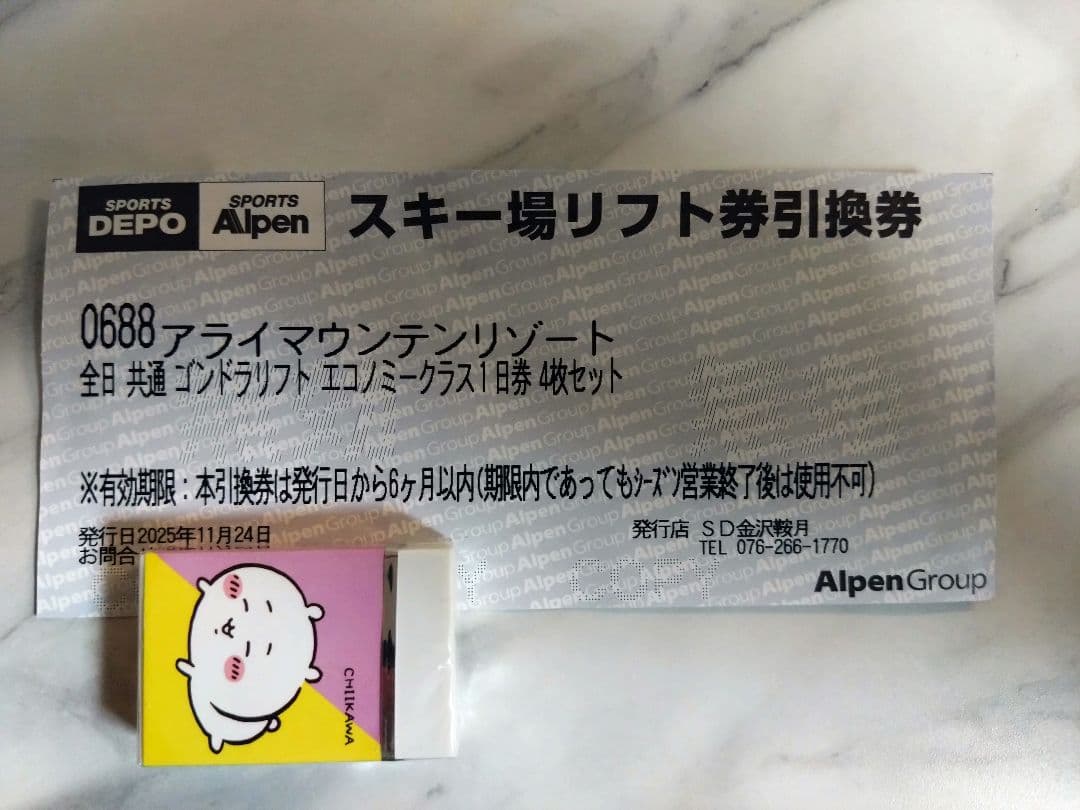 SPORTS DEPO
SPORTS Alpen
スキー場リフト券引換券
0688アライマウンテンリゾート
全日 共通 ゴンドラリフト エコノミークラス1日券 4枚セット
※有効期限：本引換券は発行日から6ヶ月以内(期限内であってもシーズン営業終了後は使用不可)
発行日2025年11月24日
発行店 ＳＤ金沢鞍月
お問合
TEL 076-266-1770
COPY
AlpenGroup
CHIIKAWA